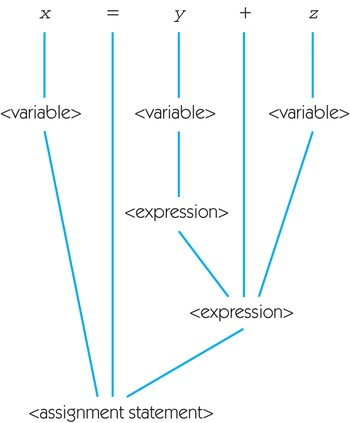 x = y + z
<variable> <variable> <variable>
<expression>
<expression>
<assignment statement>